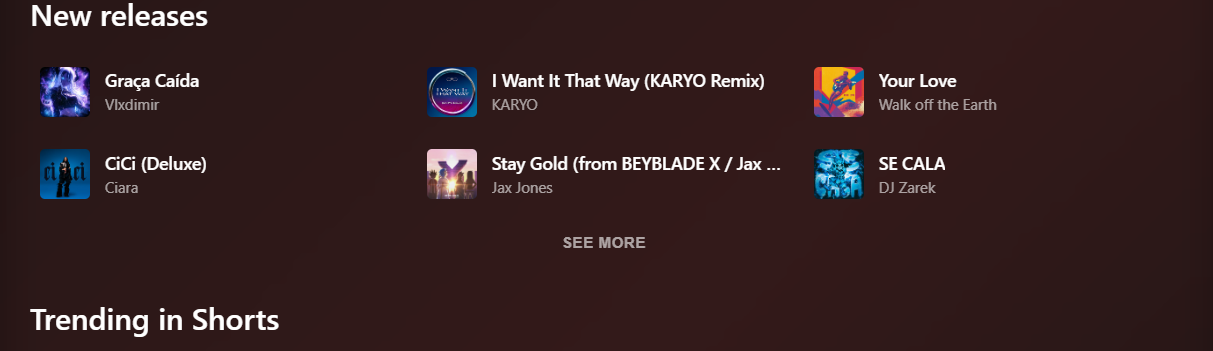 New releases
Graça Caída
Vlxdimir
I Want It That Way (KARYO Remix)
KARYO
Your Love
Walk off the Earth
CiCi (Deluxe)
Ciara
Stay Gold (from BEYBLADE X / Jax ...
Jax Jones
SE CALA
DJ Zarek
SEE MORE
Trending in Shorts